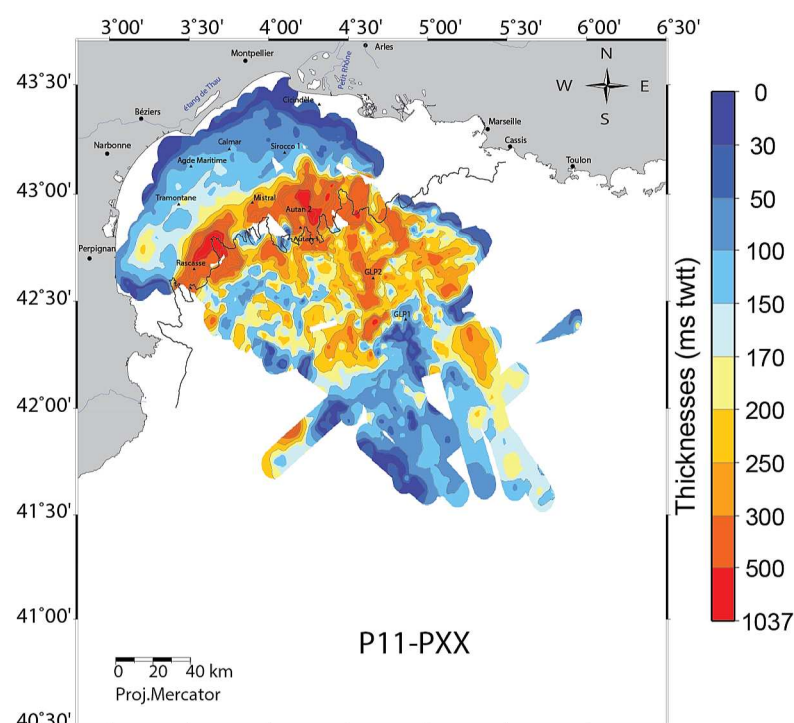 3°00' 3°30' 4°00' 4°30' 5°00' 5°30' 6°00' 6°30'
Montpellier
Arles
N
43°30'
étang de Thau
Petit Rhône
W E
Cicindèle
S
0
Béziers
Marseille
30
Narbonne
Calmar
Sirocco 1
Cassis
Agde Maritime
Toulon
43°00'
50
Tramontane
Mistral
Autan 2
100
Perpignan
Autan 1
Rascasse
GLP2
42°30'
150
GLP1
170
42°00'
200
250
41°30'
300
500
41°00'
1037
Thicknesses (ms twtt)
P11-PXX
0 20 40 km
Proj.Mercator
40°30'